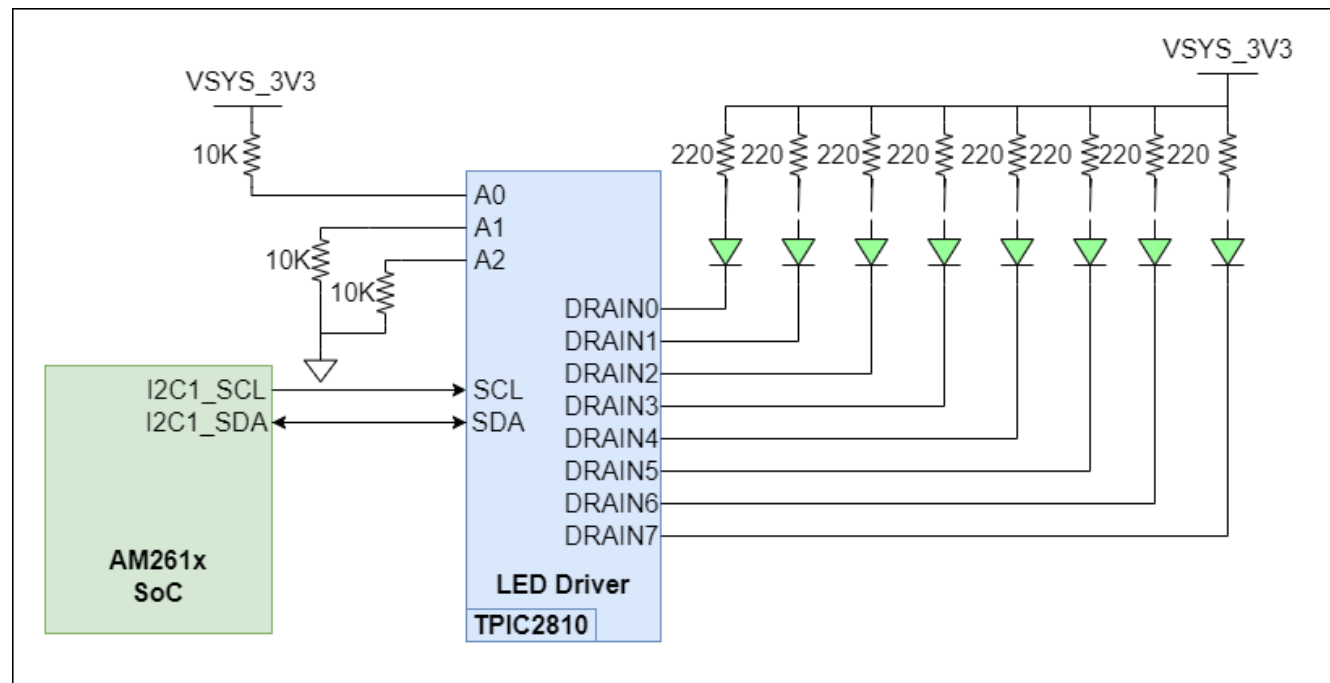 VSYS_3V3
VSYS_3V3
10K
220 220 220 220 220 220 220 220
A0
A1
A2
10K
10K
DRAIN0
DRAIN1
DRAIN2
DRAIN3
DRAIN4
DRAIN5
DRAIN6
DRAIN7
I2C1_SCL
I2C1_SDA
SCL
SDA
AM261x
SoC
LED Driver
TPIC2810